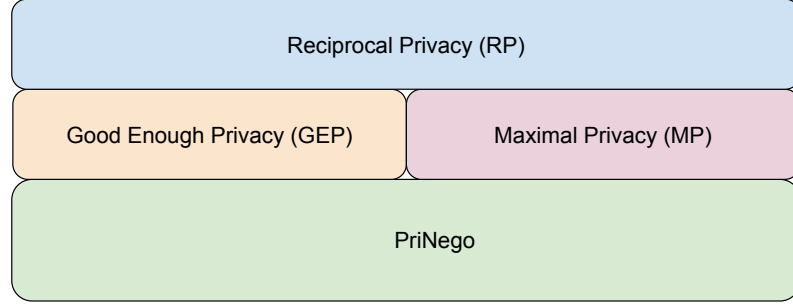 Reciprocal Privacy (RP)
Good Enough Privacy (GEP)
Maximal Privacy (MP)
PriNego